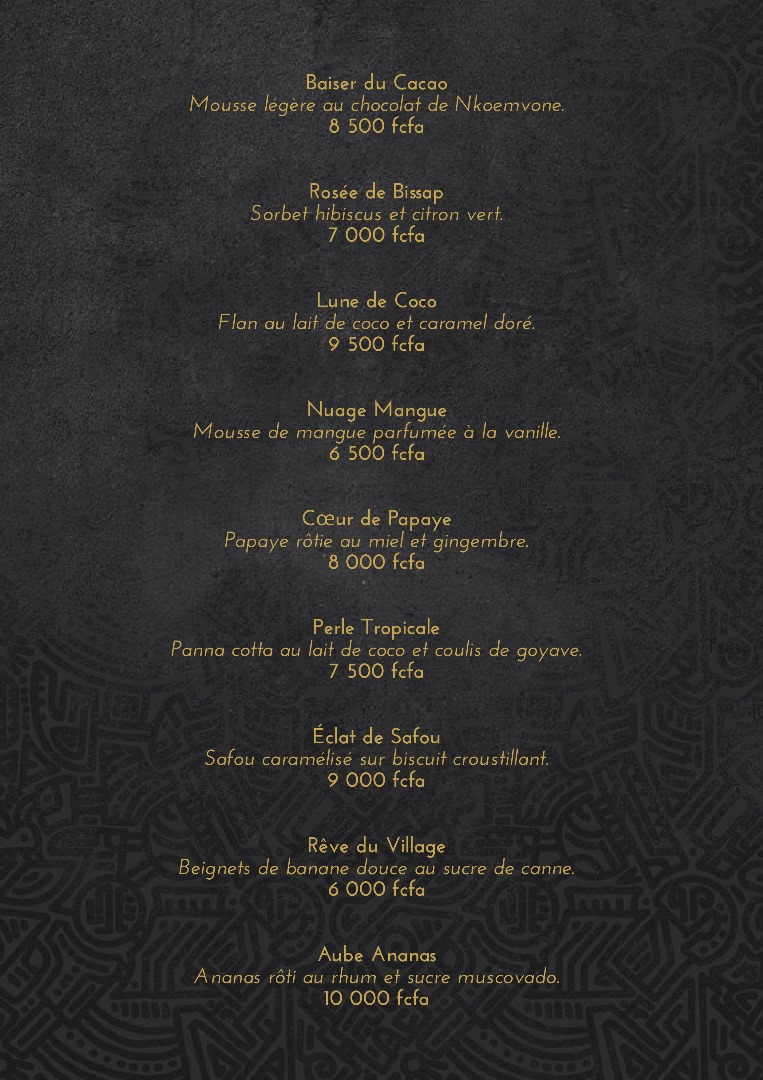 Baiser du Cacao
Mousse légère au chocolat de Nkoemvone.
8 500 fcfa
Rosée de Bissap
Sorbet hibiscus et citron vert.
7 000 fcfa
Lune de Coco
Flan au lait de coco et caramel doré.
9 500 fcfa
Nuage Mangue
Mousse de mangue parfumée à la vanille.
6 500 fcfa
Cœur de Papaye
Papaye rôtie au miel et gingembre.
8 000 fcfa
Perle Tropicale
Panna cotta au lait de coco et coulis de goyave.
7 500 fcfa
Éclat de Safou
Safou caramélisé sur biscuit croustillant.
9 000 fcfa
Rêve du Village
Beignets de banane douce au sucre de canne.
6 000 fcfa
Aube Ananas
Ananas rôti au rhum et sucre muscovado.
10 000 fcfa